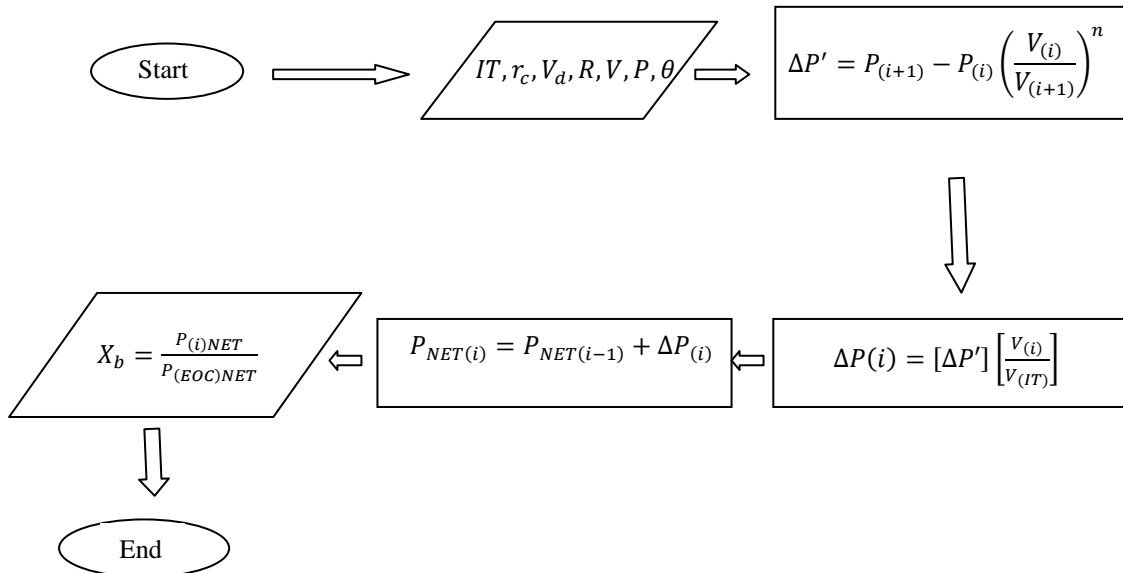 Start
IT, r_c, V_d, R, V, P, θ
ΔP′ = P_(i+1) − P_(i) (V_(i) / V_(i+1))^n
ΔP(i) = [ΔP′] [V_(i) / V_(IT)]
P_NET(i) = P_NET(i−1) + ΔP_(i)
X_b = P_(i)NET / P_(EOC)NET
End